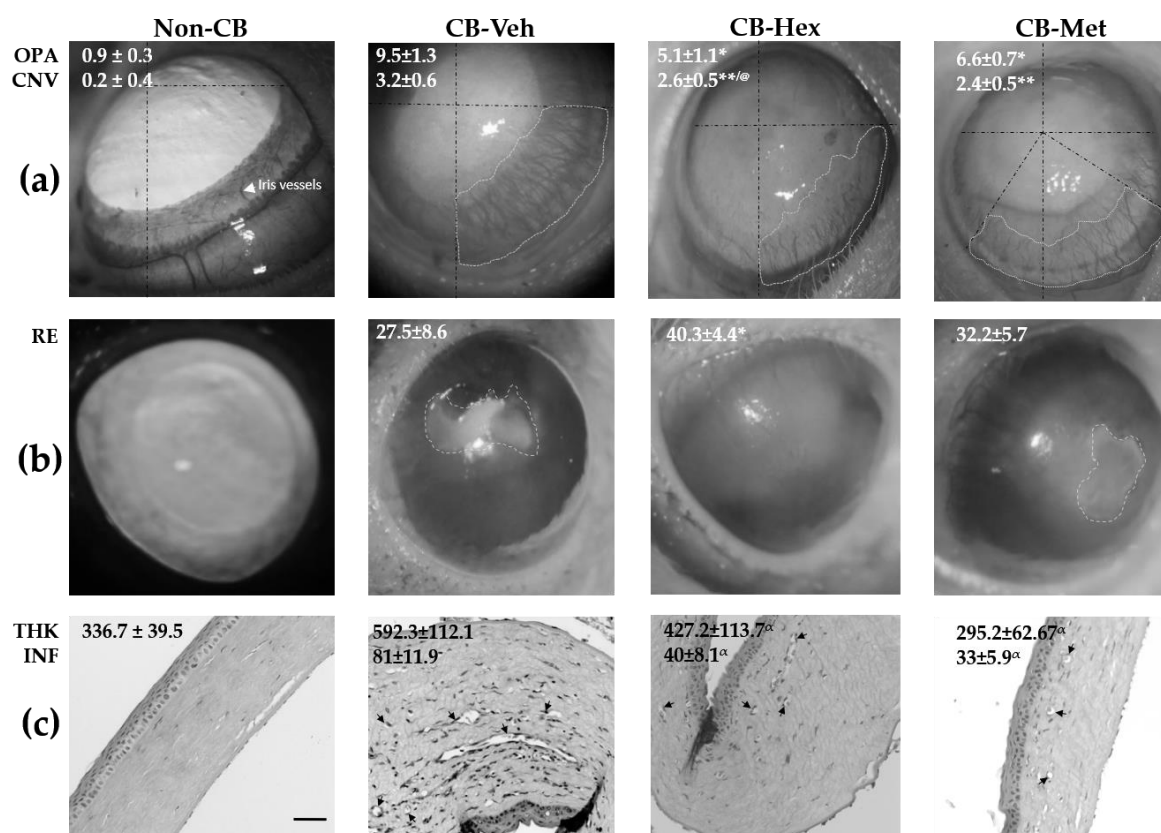 Non-CB CB-Veh CB-Hex CB-Met
OPA 0.9 ± 0.3 9.5±1.3 5.1±1.1* 6.6±0.7*
CNV 0.2 ± 0.4 3.2±0.6 2.6±0.5**/@ 2.4±0.5**
(a)
Iris vessels
RE 27.5±8.6 40.3±4.4* 32.2±5.7
(b)
THK 336.7 ± 39.5 592.3±112.1 427.2±113.7α 295.2±62.67α
INF 81±11.9- 40±8.1α 33±5.9α
(c)